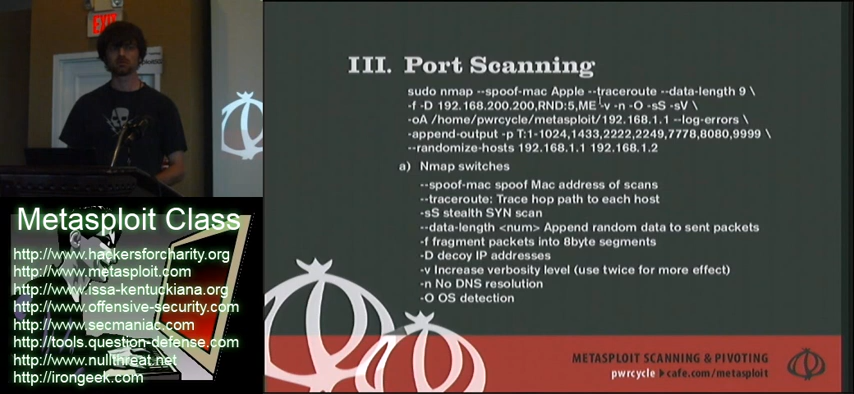 EXIT
III. Port Scanning
sudo nmap --spoof-mac Apple --traceroute --data-length 9 \
-f -D 192.168.200.200,RND:5,ME -v -n -O -sS -sV \
-oA /home/pwrcycle/metasploit/192.168.1.1 --log-errors \
-append-output -p T:1-1024,1433,2222,2249,7778,8080,9999 \
--randomize-hosts 192.168.1.1 192.168.1.2
a) Nmap switches
--spoof-mac spoof Mac address of scans
--traceroute: Trace hop path to each host
-sS stealth SYN scan
--data-length <num> Append random data to sent packets
-f fragment packets into 8byte segments
-D decoy IP addresses
-v Increase verbosity level (use twice for more effect)
-n No DNS resolution
-O OS detection
METASPLOIT SCANNING & PIVOTING
pwrcycle ▸ cafe.com/metasploit
Metasploit Class
http://www.hackersforcharity.org
http://www.metasploit.com
http://www.issa-kentuckiana.org
http://www.offensive-security.com
http://www.secmaniac.com
http://tools.question-defense.com
http://www.nullthreat.net
http://irongeek.com